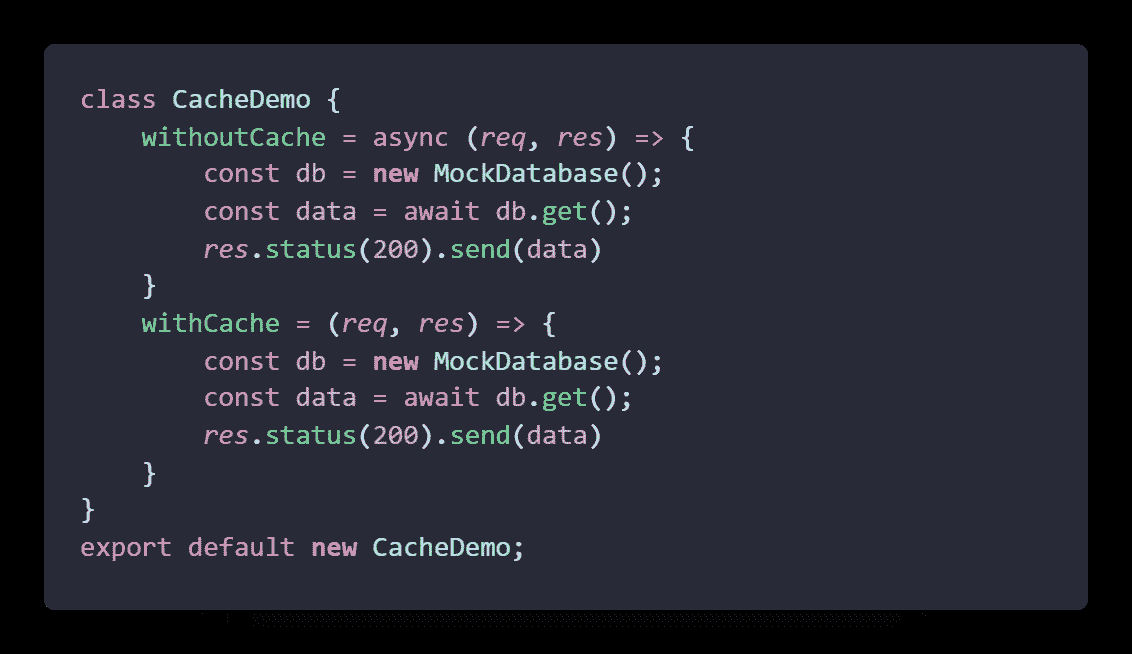 class CacheDemo {
    withoutCache = async (req, res) => {
        const db = new MockDatabase();
        const data = await db.get();
        res.status(200).send(data)
    }
    withCache = (req, res) => {
        const db = new MockDatabase();
        const data = await db.get();
        res.status(200).send(data)
    }
}
export default new CacheDemo;